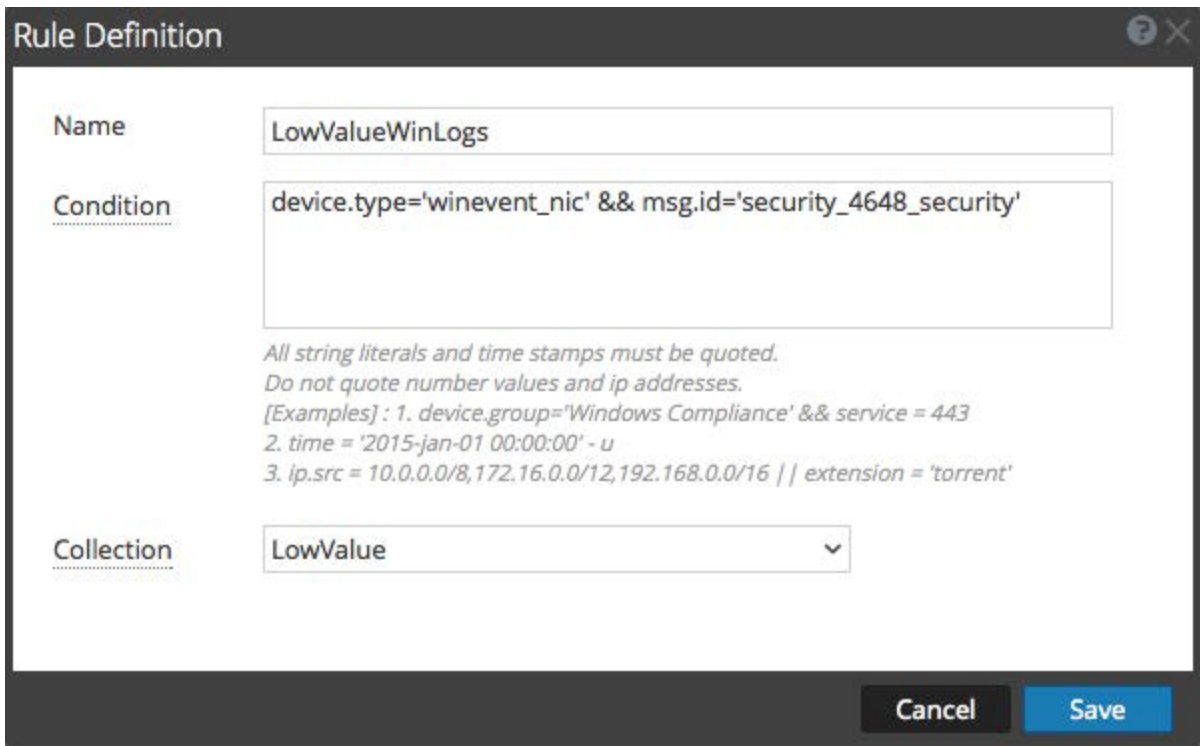 Rule Definition
Name
LowValueWinLogs
Condition
device.type='winevent_nic' && msg.id='security_4648_security'
All string literals and time stamps must be quoted.
Do not quote number values and ip addresses.
[Examples] : 1. device.group='Windows Compliance' && service = 443
2. time = '2015-jan-01 00:00:00' - u
3. ip.src = 10.0.0.0/8,172.16.0.0/12,192.168.0.0/16 || extension = 'torrent'
Collection
LowValue
Cancel
Save